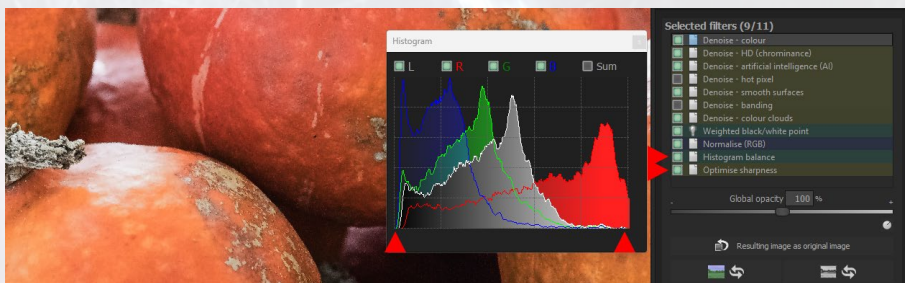 Histogram
L R G B Sum
Selected filters (9/11)
Denoise - colour
Denoise - HD (chrominance)
Denoise - artificial intelligence (AI)
Denoise - hot pixel
Denoise - smooth surfaces
Denoise - banding
Denoise - colour clouds
Weighted black/white point
Normalise (RGB)
Histogram balance
Optimise sharpness
- Global opacity 100 % +
Resulting image as original image